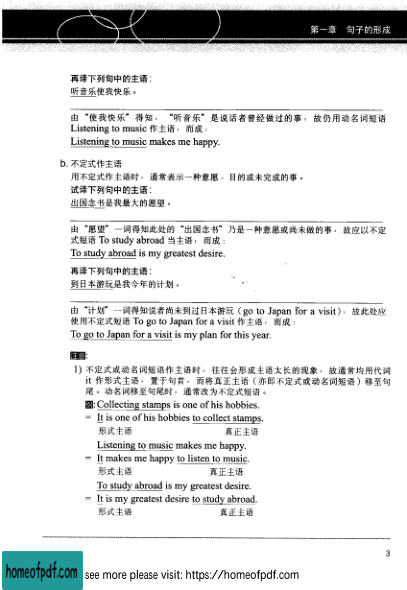 第一章 句子的形成
再译下列句中的主语:
听音乐使我快乐。
由“使我快乐”得知，“听音乐”是说话者曾经做过的事，故仍用动名词短语
Listening to music 作主语，而成:
Listening to music makes me happy.
b. 不定式作主语
用不定式作主语时，通常表示一种意愿、目的或未完成的事。
试译下列句中的主语:
出国念书是我最大的愿望。
由“愿望”一词得知此处的“出国念书”乃是一种意愿或尚未做的事，故应以不定
式短语 To study abroad 当主语，而成:
To study abroad is my greatest desire.
再译下列句中的主语:
到日本游玩是我今年的计划。
由“计划”一词得知说者尚未到过日本游玩 (go to Japan for a visit)，故此处应
使用不定式短语 To go to Japan for a visit 作主语，而成:
To go to Japan for a visit is my plan for this year.
注意:
1) 不定式或动名词短语作主语时，往往会形成主语太长的现象，故通常均用代词
it 作形式主语，置于句首，而将真正主语 (亦即不定式或动名词短语) 移至句
尾。动名词移至句尾时，通常改为不定式短语。
例: Collecting stamps is one of his hobbies.
= It is one of his hobbies to collect stamps.
形式主语 真正主语
Listening to music makes me happy.
= It makes me happy to listen to music.
形式主语 真正主语
To study abroad is my greatest desire.
= It is my greatest desire to study abroad.
形式主语 真正主语
3
homeofpdf.com see more please visit: https://homeofpdf.com